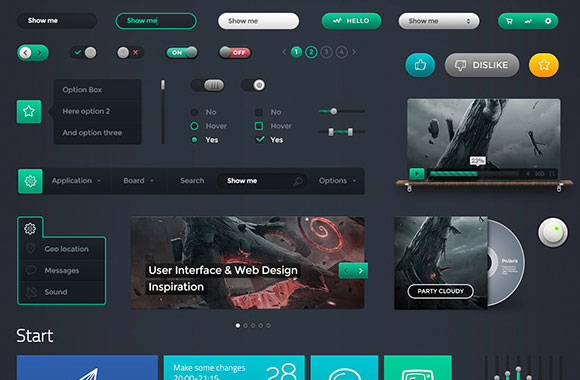 Show me
Show me
Show me
HELLO
Show me
ON
OFF
1
2
3
4
DISLIKE
Option Box
Here option 2
And option three
No
Hover
Yes
No
Hover
Yes
23%
HD
Application
Board
Search
Show me
Options
Geo location
Messages
Sound
User Interface & Web Design
Inspiration
PARTY CLOUDY
Polaris
Start
Make some changes
20:00-21:15
28